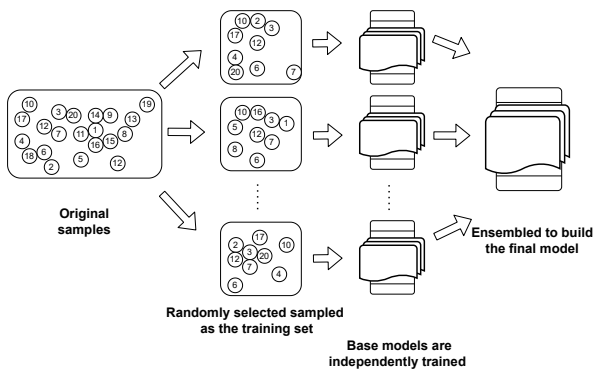 10 2 3
17 12
4
20 6 7
10 19
3 20 14 9 13
17 12 7 11 1 8
4 16 15
18 6 5 12
2
10 16 3 1
5 12 7
8 6
Original
samples
17
2 3 20 10
12 7 4
6
Randomly selected sampled
as the training set
Base models are
independently trained
Ensembled to build
the final model